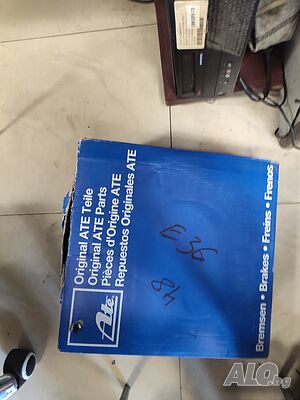 Original ATE Teile
Original ATE Parts
Pièces d'Origine ATE
Repuestos Originales ATE
Ate
E36
48
Bremsen • Brakes • Freins • Frenos
ALO.bg